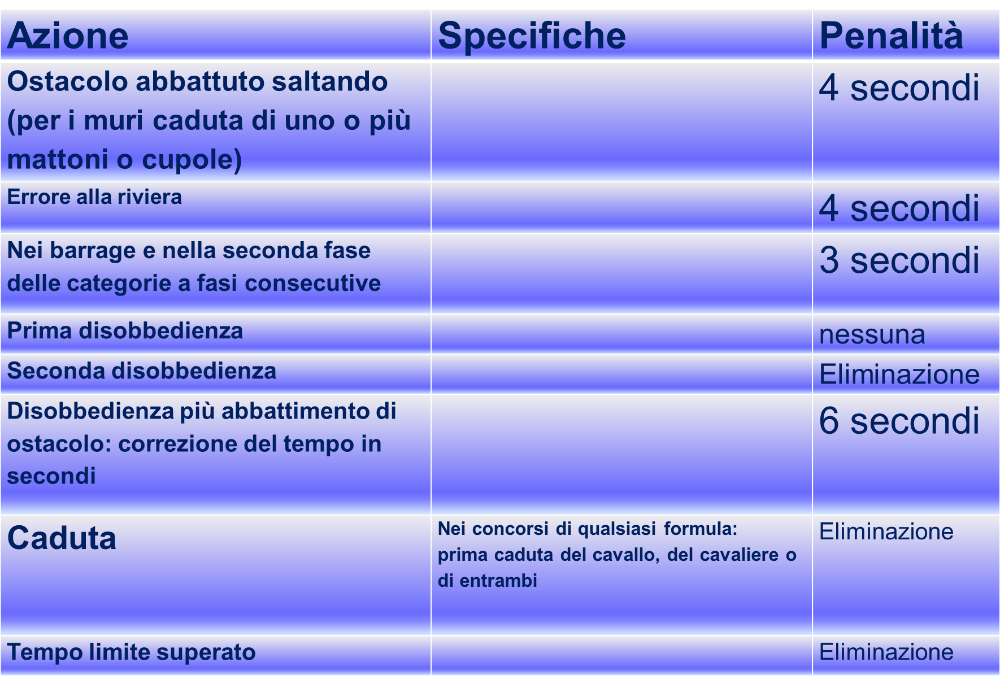 Azione Specifiche Penalità
Ostacolo abbattuto saltando 4 secondi
(per i muri caduta di uno o più
mattoni o cupole)
Errore alla riviera 4 secondi
Nei barrage e nella seconda fase 3 secondi
delle categorie a fasi consecutive
Prima disobbedienza nessuna
Seconda disobbedienza Eliminazione
Disobbedienza più abbattimento di 6 secondi
ostacolo: correzione del tempo in
secondi
Caduta Nei concorsi di qualsiasi formula: Eliminazione
prima caduta del cavallo, del cavaliere o
di entrambi
Tempo limite superato Eliminazione